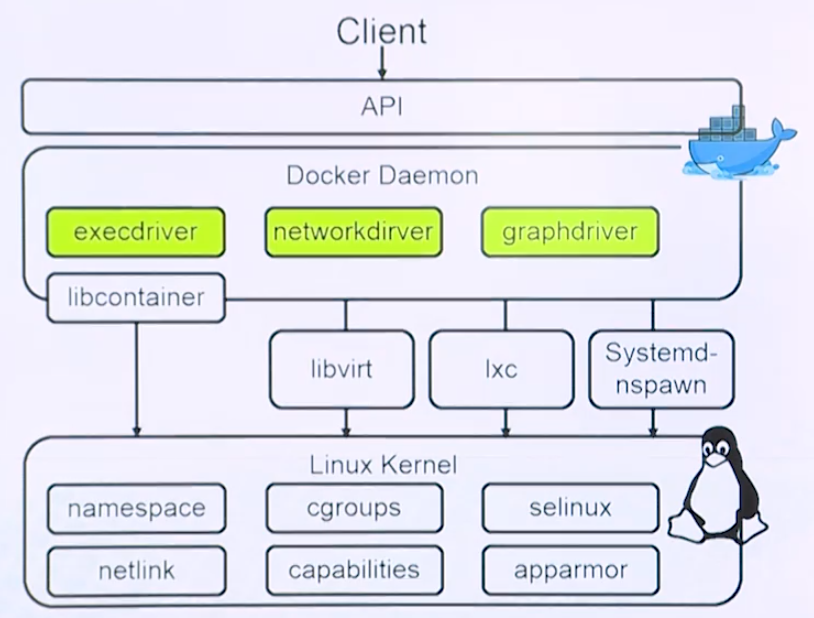 Client
API
Docker Daemon
execdriver
networkdirver
graphdriver
libcontainer
libvirt
lxc
Systemd-
nspawn
Linux Kernel
namespace
cgroups
selinux
netlink
capabilities
apparmor